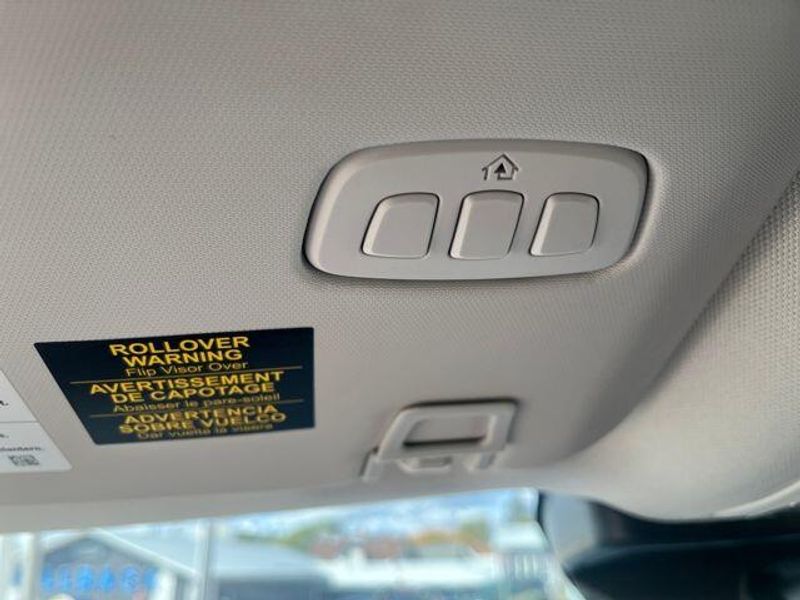 ROLLOVER
WARNING
Flip Visor Over
AVERTISSEMENT
DE CAPOTAGE
Abaisser le pare-soleil
ADVERTENCIA
SOBRE VUELCO
Dar vuelta la visera